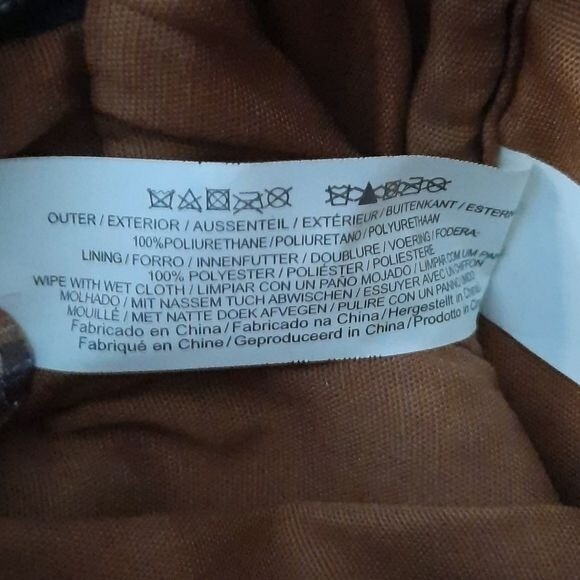 OUTER / EXTERIOR / AUSSENTEIL / EXTÉRIEUR / BUITENKANT / ESTERN
100%POLIURETHANE / POLIURETANO / POLYURETHAAN
LINING / FORRO / INNENFUTTER / DOUBLURE / VOERING / FODERA-
100% POLYESTER / POLIÉSTER / POLIESTERE
WIPE WITH WET CLOTH / LIMPIAR CON UN PAÑO MOJADO / LIMPAR COM UM PAN
MOLHADO / MIT NASSEM TUCH ABWISCHEN / ESSUYER AVEC UN CHIFFON
MOUILLÉ / MET NATTE DOEK AFVEGEN / PULIRE CON UN PANNO UMIDO
Fabricado en China / Fabricado na China / Hergestellt in China /
Fabriqué en Chine / Geproduceerd in China / Prodotto in C